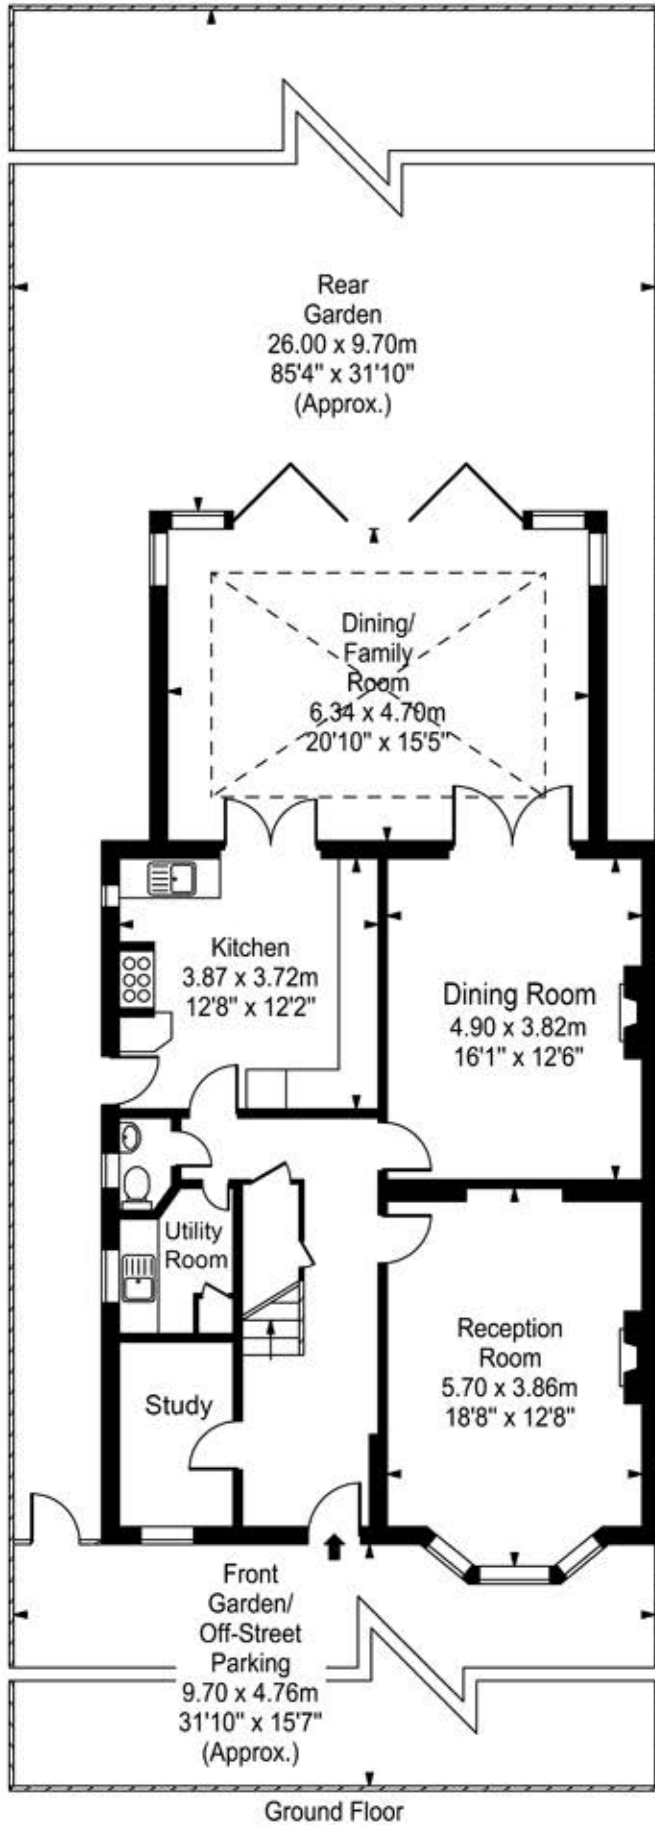 Rear
Garden
26.00 x 9.70m
85'4" x 31'10"
(Approx.)
Dining/
Family
Room
6.34 x 4.70m
20'10" x 15'5"
Kitchen
3.87 x 3.72m
12'8" x 12'2"
Dining Room
4.90 x 3.82m
16'1" x 12'6"
Utility
Room
Reception
Room
5.70 x 3.86m
18'8" x 12'8"
Study
Front
Garden/
Off-Street
Parking
9.70 x 4.76m
31'10" x 15'7"
(Approx.)
Ground Floor